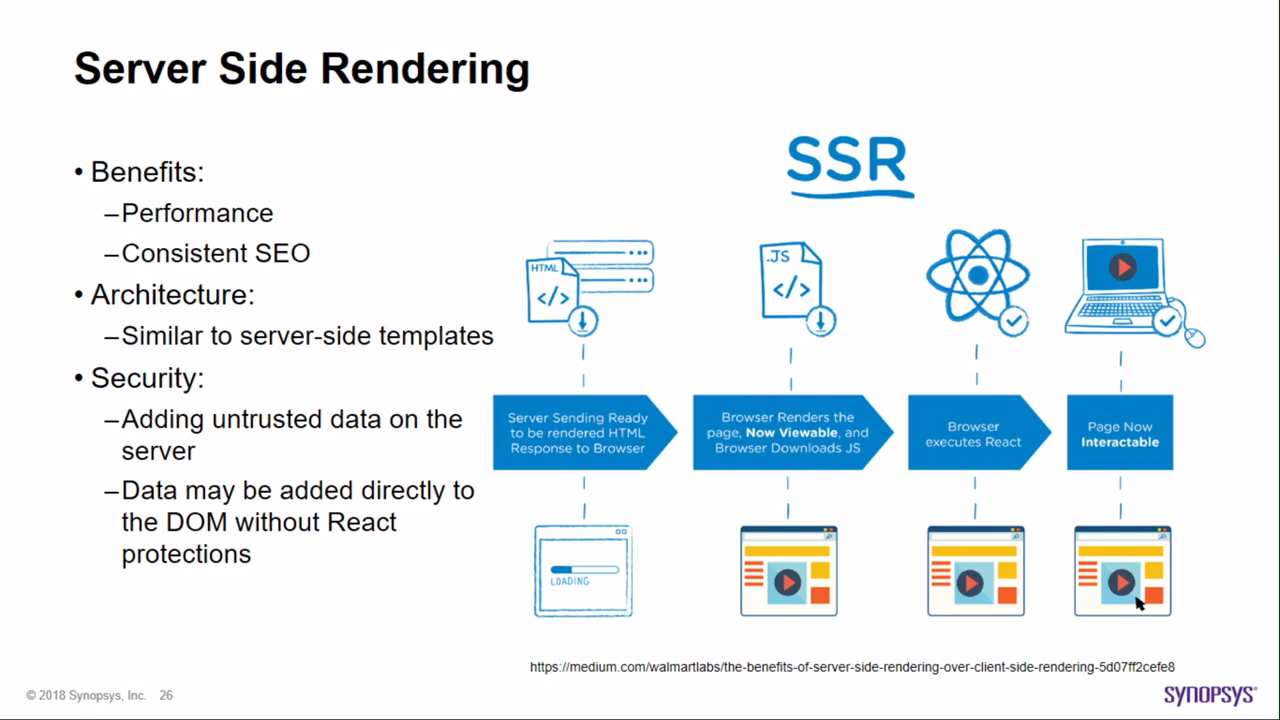 Server Side Rendering
• Benefits:
–Performance
–Consistent SEO
• Architecture:
–Similar to server-side templates
• Security:
–Adding untrusted data on the
server
–Data may be added directly to
the DOM without React
protections
SSR
HTML
</>
.JS
</>
Server Sending Ready
to be rendered HTML
Response to Browser
Browser Renders the
page, Now Viewable, and
Browser Downloads JS
Browser
executes React
Page Now
Interactable
LOADING
https://medium.com/walmartlabs/the-benefits-of-server-side-rendering-over-client-side-rendering-5d07ff2cefe8
© 2018 Synopsys, Inc. 26
SYNOPSYS®